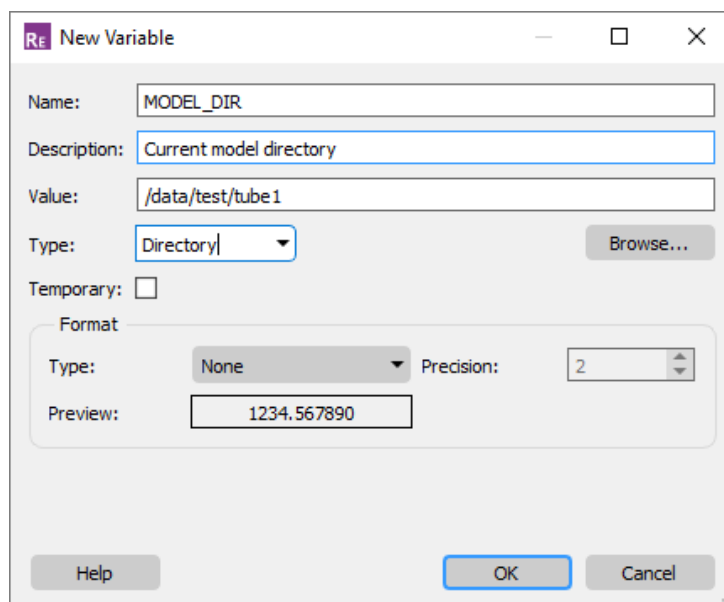 RE New Variable
Name: MODEL_DIR
Description: Current model directory
Value: /data/test/tube1
Type: Directory Browse...
Temporary:
Format
Type: None Precision: 2
Preview: 1234.567890
Help OK Cancel